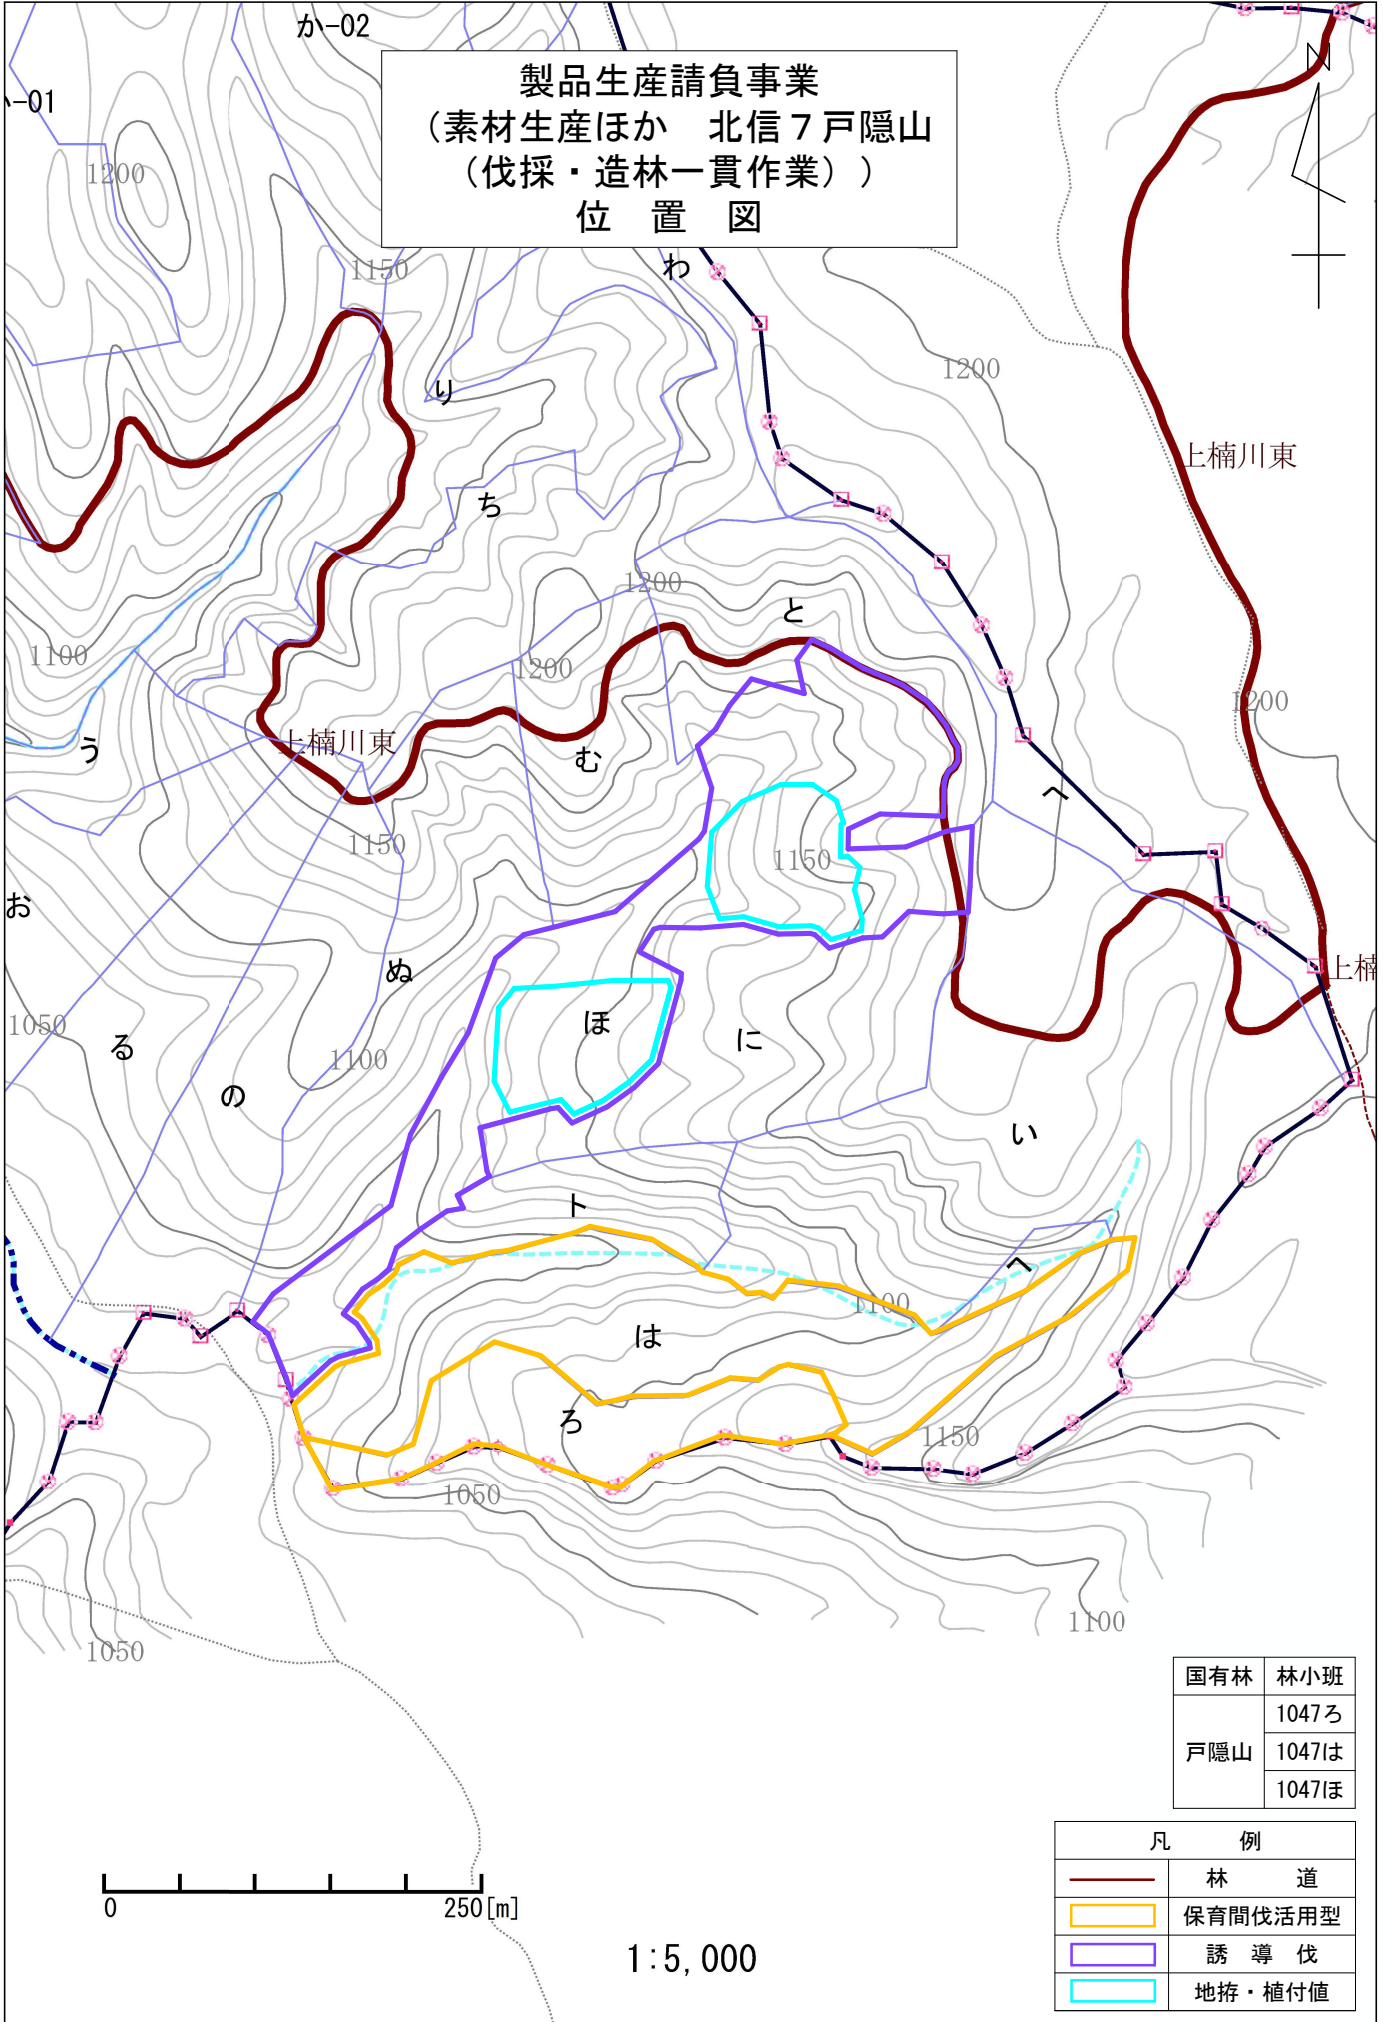 か-02
-01
製品生産請負事業
（素材生産ほか　北信７戸隠山
（伐採・造林一貫作業））
位　置　図
N
1200
1150
わ
1200
り
上楠川東
ち
1200
と
1100
1200
1200
上楠川東
う
む
へ
1150
1150
お
ぬ
上楠
1050
る
ほ
に
1100
の
い
ト
へ
1100
は
ろ
1150
1050
1100
1050
国有林　林小班
戸隠山
1047ろ
1047は
1047ほ
凡　例
林　道
保育間伐活用型
誘　導　伐
地拵・植付値
0　250[m]
1:5,000